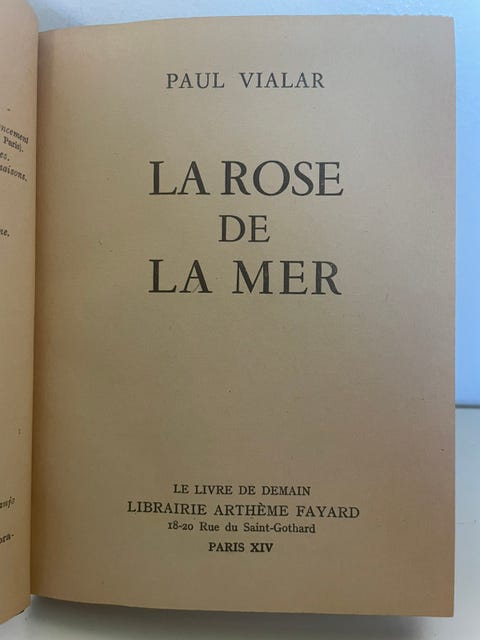 PAUL VIALAR
LA ROSE
DE
LA MER
LE LIVRE DE DEMAIN
LIBRAIRIE ARTHÈME FAYARD
18-20 Rue du Saint-Gothard
PARIS XIV